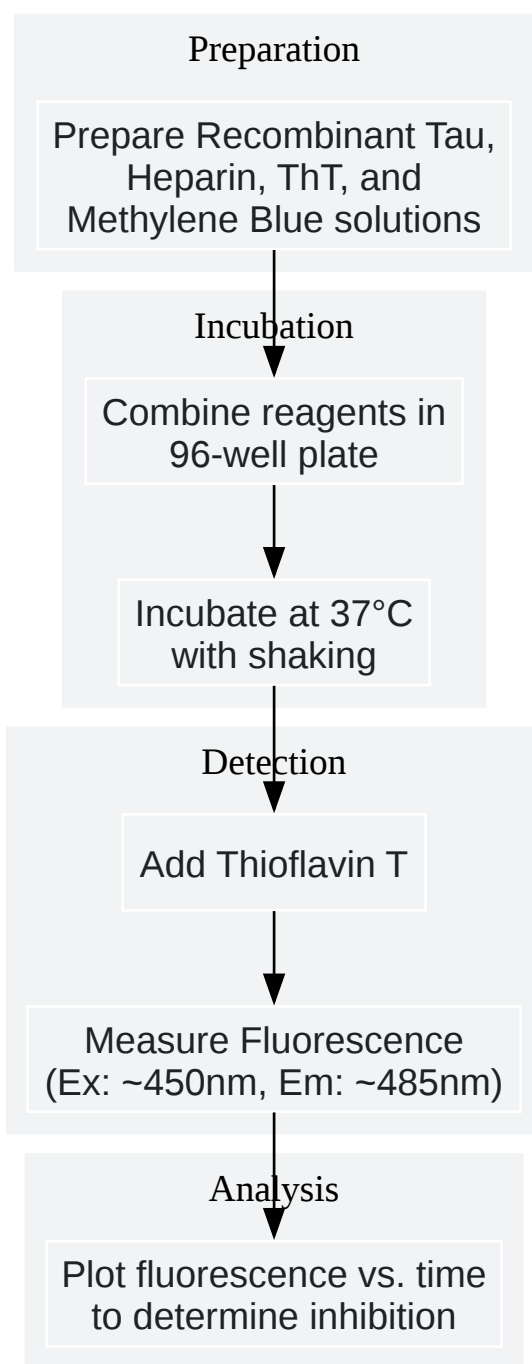 Preparation
Prepare Recombinant Tau,
Heparin, ThT, and
Methylene Blue solutions
Incubation
Combine reagents in
96-well plate
Incubate at 37°C
with shaking
Detection
Add Thioflavin T
Measure Fluorescence
(Ex: ~450nm, Em: ~485nm)
Analysis
Plot fluorescence vs. time
to determine inhibition